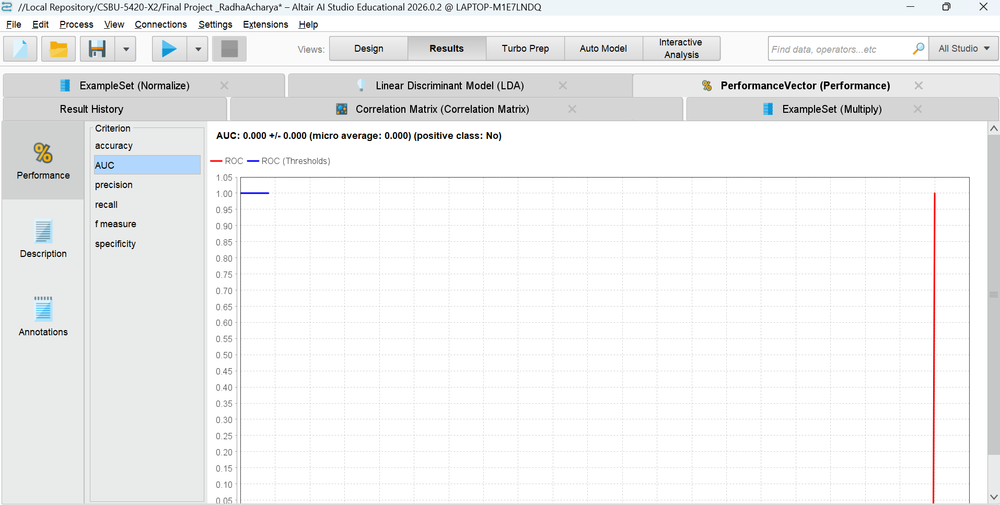 //Local Repository/CSBU-5420-X2/Final Project _RadhaAcharya* – Altair AI Studio Educational 2026.0.2 @ LAPTOP-M1E7LNDQ
File Edit Process View Connections Settings Extensions Help
Views:
Design
Results
Turbo Prep
Auto Model
Interactive
Analysis
Find data, operators...etc
All Studio
ExampleSet (Normalize)
Linear Discriminant Model (LDA)
PerformanceVector (Performance)
Result History
Correlation Matrix (Correlation Matrix)
ExampleSet (Multiply)
%
Performance
Description
Annotations
Criterion
accuracy
AUC
precision
recall
f measure
specificity
AUC: 0.000 +/- 0.000 (micro average: 0.000) (positive class: No)
ROC ROC (Thresholds)
1.05
1.00
0.95
0.90
0.85
0.80
0.75
0.70
0.65
0.60
0.55
0.50
0.45
0.40
0.35
0.30
0.25
0.20
0.15
0.10
0.05